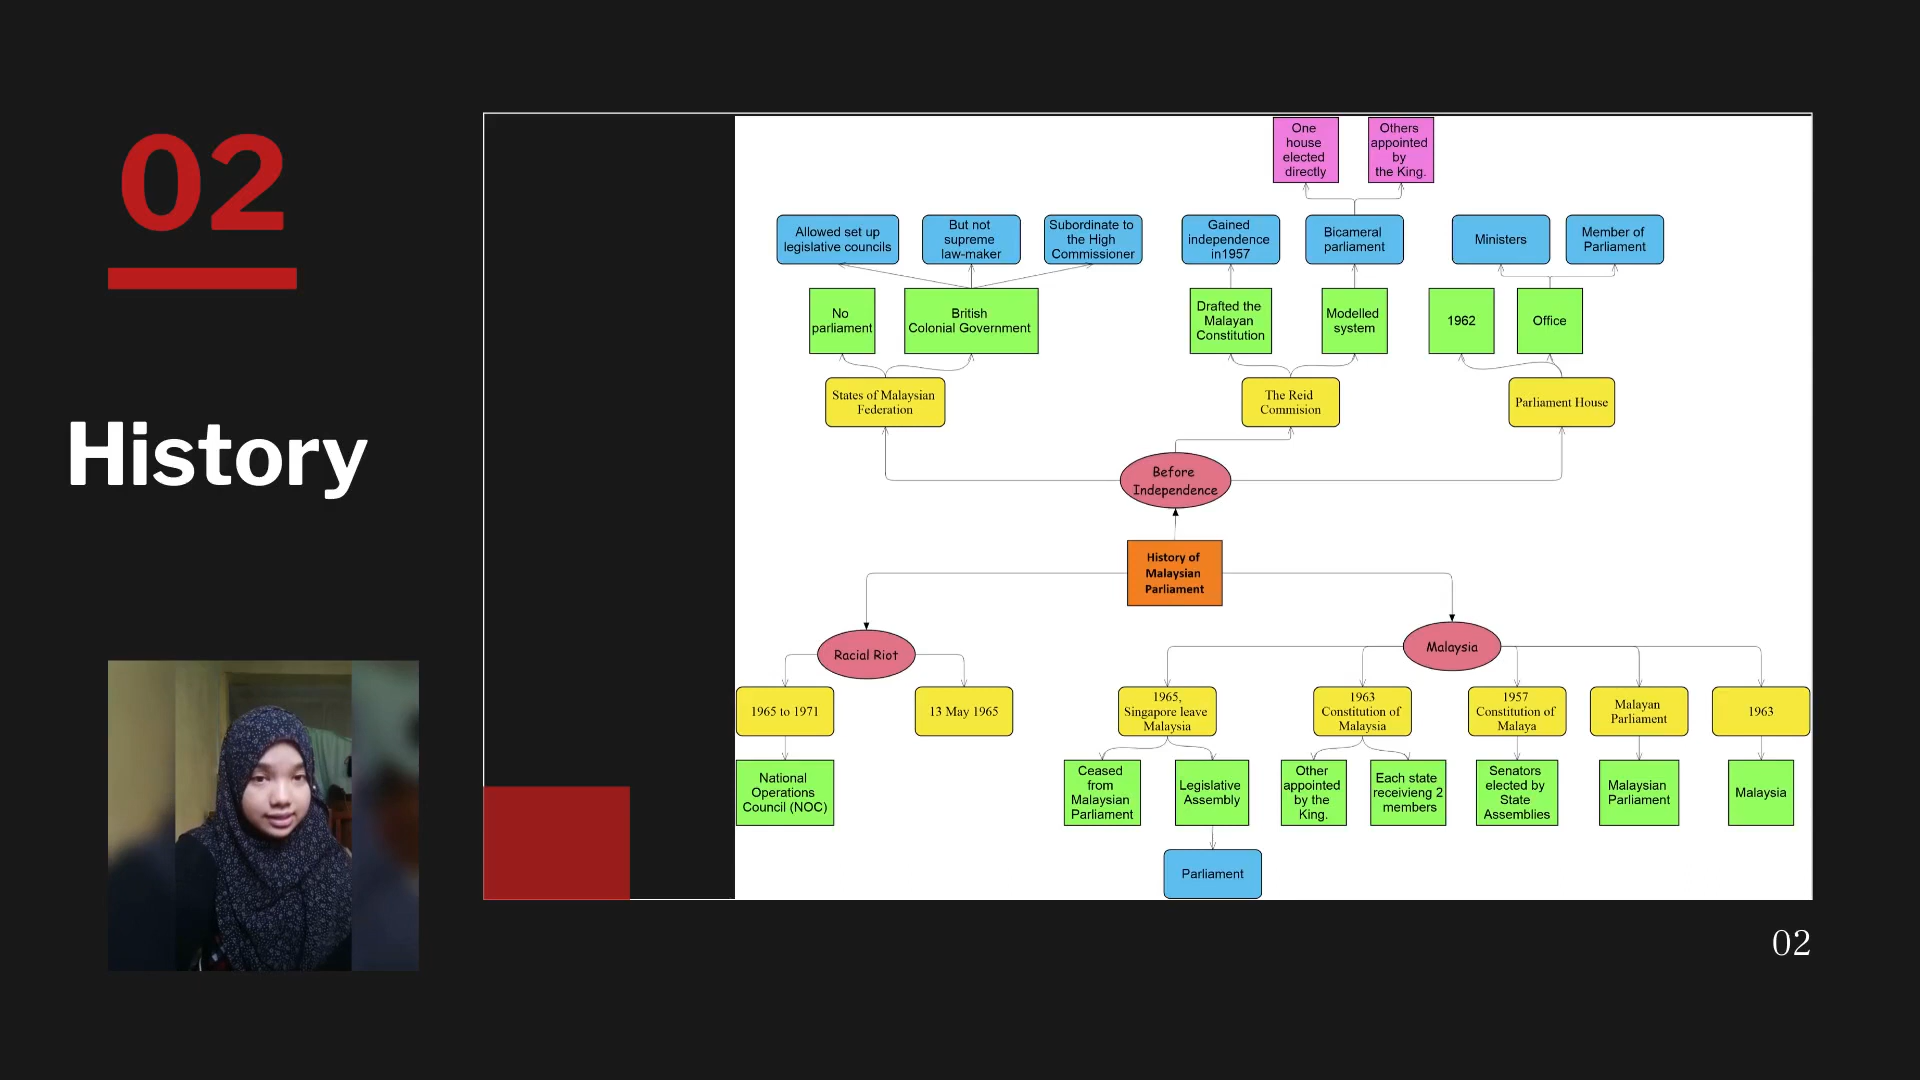 02
History
One
house
elected
directly
Others
appointed
by
the King.
Allowed set up
legislative councils
But not
supreme
law-maker
Subordinate to
the High
Commissioner
Gained
independence
in1957
Bicameral
parliament
Ministers
Member of
Parliament
No
parliament
British
Colonial Government
Drafted the
Malayan
Constitution
Modelled
system
1962
Office
States of Malaysian
Federation
The Reid
Commision
Parliament House
Before
Independence
History of
Malaysian
Parliament
Racial Riot
Malaysia
1965 to 1971
13 May 1965
1965,
Singapore leave
Malaysia
1963
Constitution of
Malaysia
1957
Constitution of
Malaya
Malayan
Parliament
1963
National
Operations
Council (NOC)
Ceased
from
Malaysian
Parliament
Legislative
Assembly
Other
appointed
by the
King.
Each state
receivieng 2
members
Senators
elected by
State
Assemblies
Malaysian
Parliament
Malaysia
Parliament
02